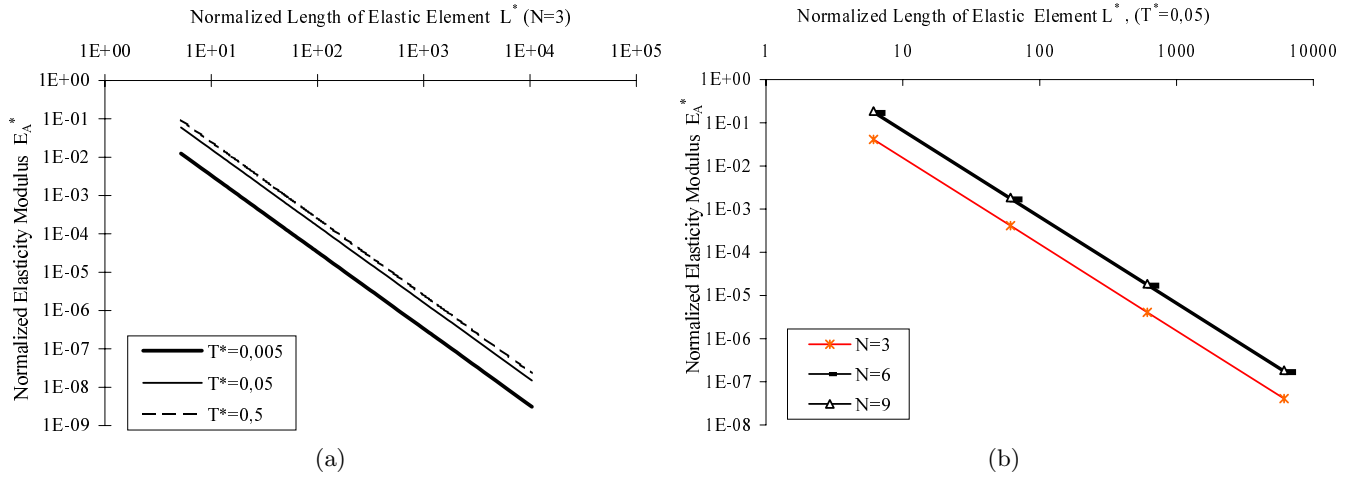 Normalized Length of Elastic Element L* (N=3)
1E+00 1E+01 1E+02 1E+03 1E+04 1E+05
Normalized Elasticity Modulus E_A*
1E+00
1E-01
1E-02
1E-03
1E-04
1E-05
1E-06
1E-07
1E-08
1E-09
T*=0,005
T*=0,05
T*=0,5
(a)
Normalized Length of Elastic Element L* , (T*=0,05)
1 10 100 1000 10000
Normalized Elasticity Modulus E_A*
1E+00
1E-01
1E-02
1E-03
1E-04
1E-05
1E-06
1E-07
1E-08
N=3
N=6
N=9
(b)